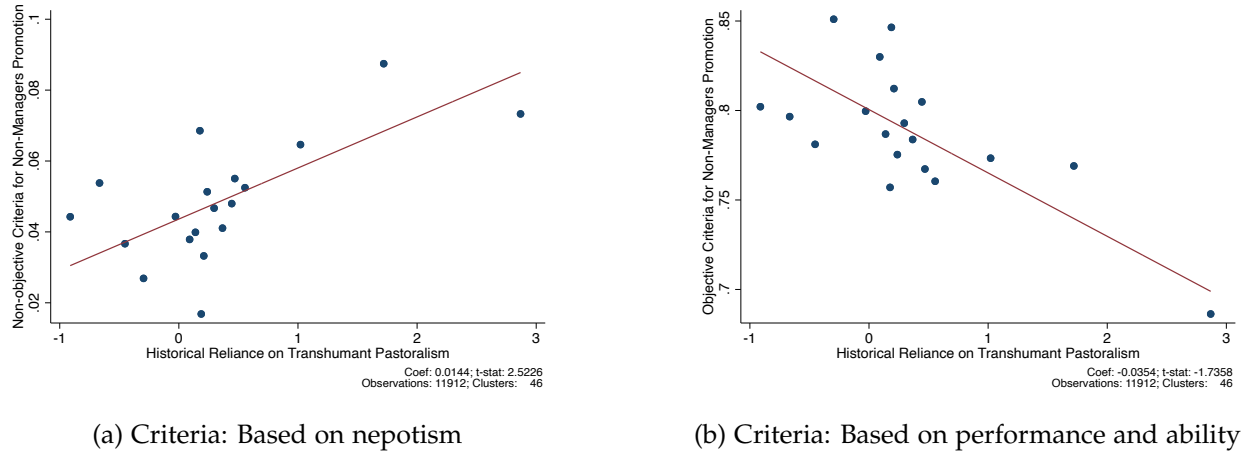 Non-objective Criteria for Non-Managers Promotion
.02 .04 .06 .08 .1
-1 0 1 2 3
Historical Reliance on Transhumant Pastoralism
Coef: 0.0144; t-stat: 2.5226
Observations: 11912; Clusters: 46
(a) Criteria: Based on nepotism
Objective Criteria for Non-Managers Promotion
.7 .75 .8 .85
-1 0 1 2 3
Historical Reliance on Transhumant Pastoralism
Coef: -0.0354; t-stat: -1.7358
Observations: 11912; Clusters: 46
(b) Criteria: Based on performance and ability